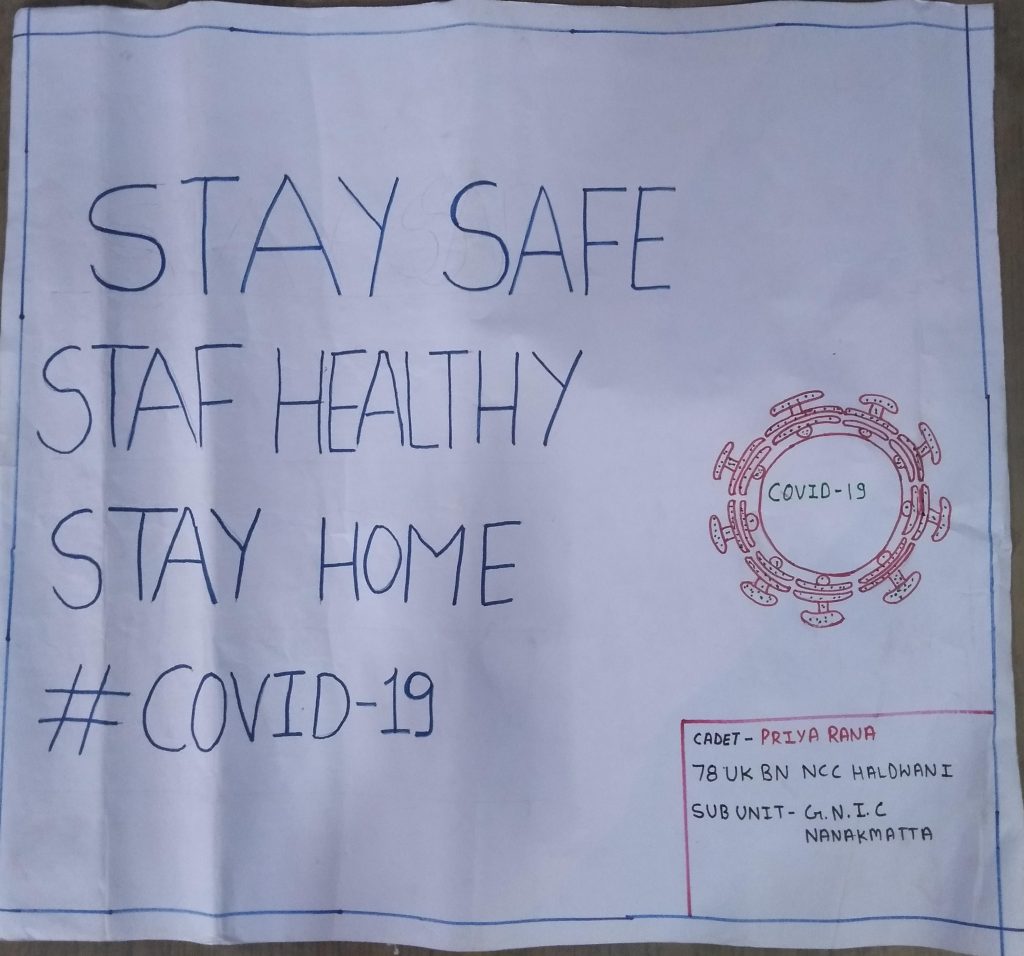 STAY SAFE
STAF HEALTHY
STAY HOME
#COVID-19
COVID-19
CADET- PRIYA RANA
78 UK BN NCC HALDWANI
SUB UNIT- G.N.I.C
NANAKMATTA